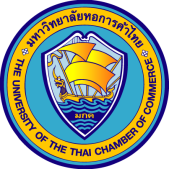 มหาวิทยาลัยหอการค้าไทย
THE UNIVERSITY OF THE THAI CHAMBER OF COMMERCE
มกค